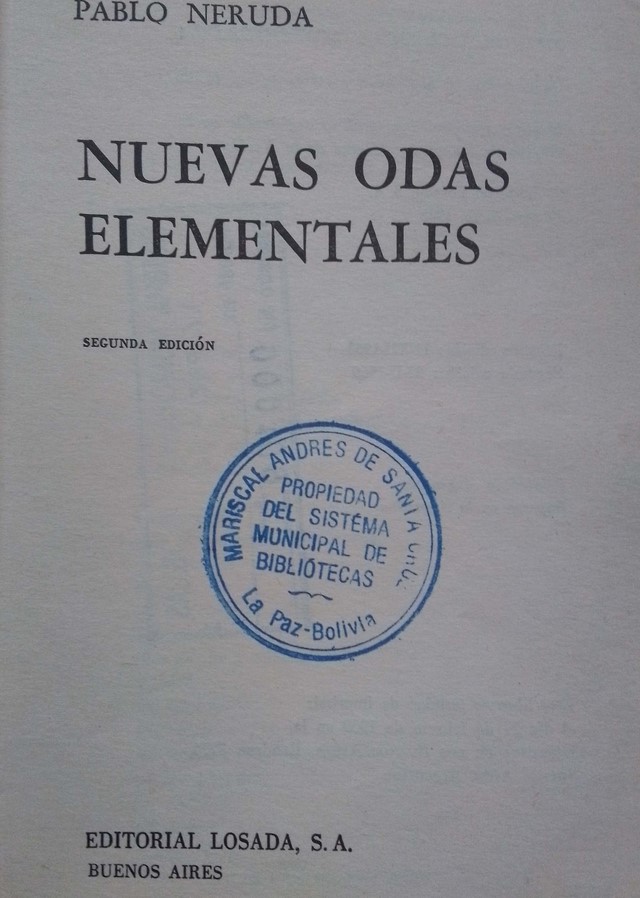 PABLO NERUDA
NUEVAS ODAS
ELEMENTALES
SEGUNDA EDICIÓN
MARISCAL ANDRES DE SANTA CRUZ
PROPIEDAD
DEL SISTÉMA
MUNICIPAL DE
BIBLIÓTECAS
La Paz-Bolivia
EDITORIAL LOSADA, S. A.
BUENOS AIRES